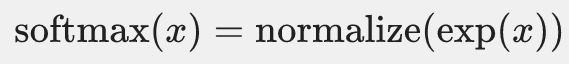 softmax(x) = normalize(exp(x))